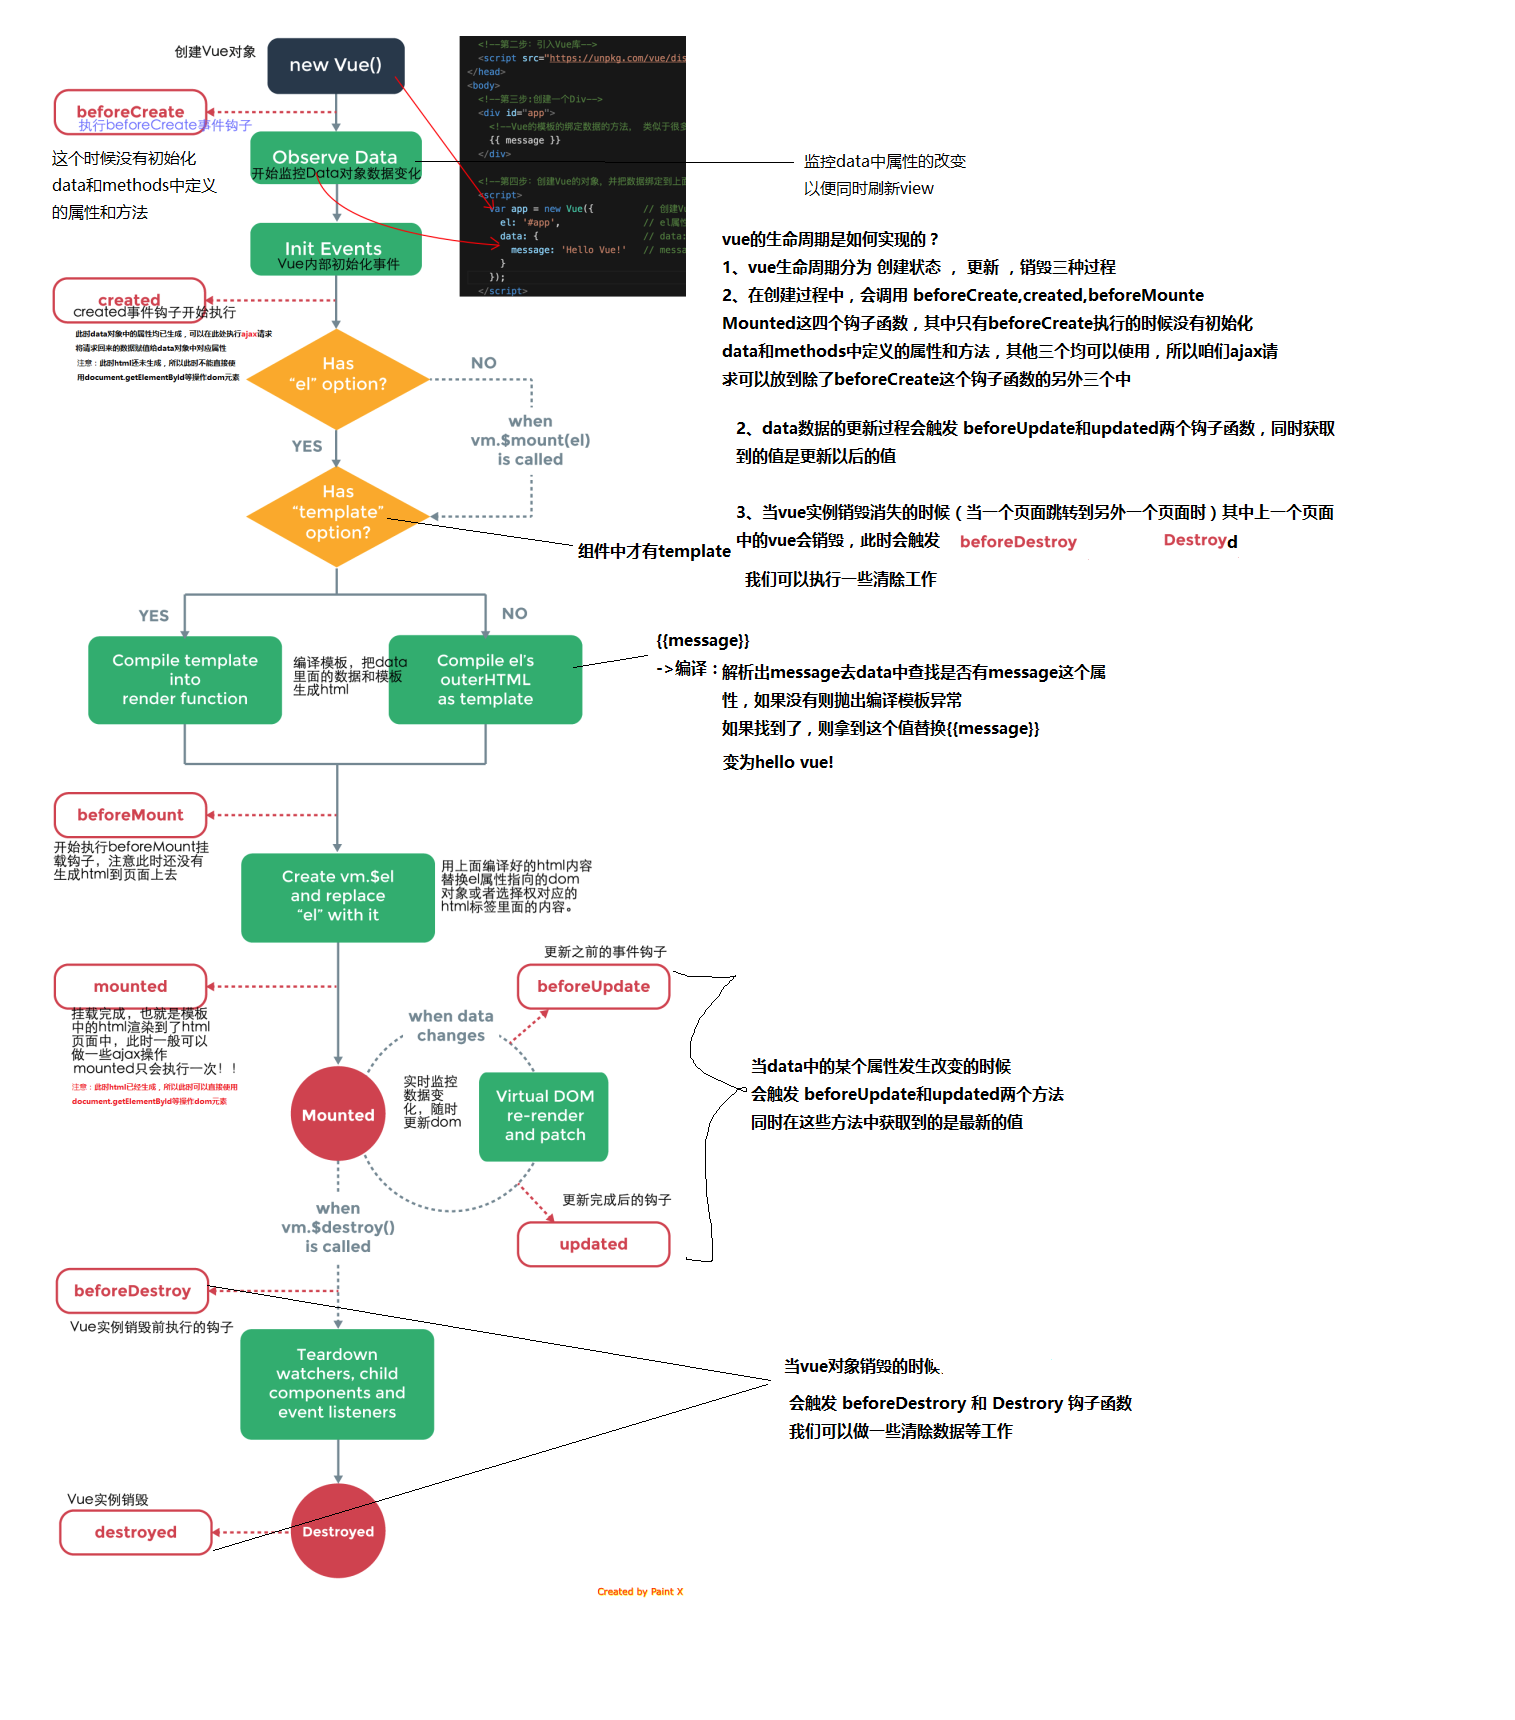 创建Vue对象
new Vue()
<!--第二步：引入Vue库-->
<script src="https://unpkg.com/vue/dis
</head>
<body>
<!--第三步:创建一个Div-->
<div id="app">
<!--Vue的模板的绑定数据的方法， 类似于很多
{{ message }}
</div>
<!--第四步：创建Vue的对象，并把数据绑定到上面
<script>
var app = new Vue({ // 创建Vu
el: '#app', // el属性
data: { // data:
message: 'Hello Vue!' // messa
}
});
</script>
beforeCreate
执行beforeCreate事件钩子
这个时候没有初始化
data和methods中定义
的属性和方法
Observe Data
开始监控Data对象数据变化
监控data中属性的改变
以便同时刷新view
Init Events
Vue内部初始化事件
vue的生命周期是如何实现的？
1、vue生命周期分为 创建状态 ， 更新 ，销毁三种过程
2、在创建过程中，会调用 beforeCreate,created,beforeMounte
Mounted这四个钩子函数，其中只有beforeCreate执行的时候没有初始化
data和methods中定义的属性和方法，其他三个均可以使用，所以咱们ajax请
求可以放到除了beforeCreate这个钩子函数的另外三个中
2、data数据的更新过程会触发 beforeUpdate和updated两个钩子函数，同时获取
到的值是更新以后的值
3、当vue实例销毁消失的时候（当一个页面跳转到另外一个页面时）其中上一个页面
中的vue会销毁，此时会触发 beforeDestroy Destroyd
我们可以执行一些清除工作
created
created事件钩子开始执行
此时data对象中的属性均已生成，可以在此处执行ajax请求
将请求回来的数据赋值给data对象中对应属性
注意：此时html还未生成，所以此时不能直接使
用document.getElementById等操作dom元素
Has
“el” option?
NO
when
vm.$mount(el)
is called
YES
Has
“template”
option?
组件中才有template
YES
NO
Compile template
into
render function
编译模板，把data
里面的数据和模板
生成html
Compile el’s
outerHTML
as template
{{message}}
->编译：
解析出message去data中查找是否有message这个属
性，如果没有则抛出编译模板异常
如果找到了，则拿到这个值替换{{message}}
变为hello vue!
beforeMount
开始执行beforeMount挂
载钩子，注意此时还没有
生成html到页面上去
Create vm.$el
and replace
“el” with it
用上面编译好的html内容
替换el属性指向的dom
对象或者选择权对应的
html标签里面的内容。
mounted
挂载完成，也就是模板
中的html渲染到了html
页面中，此时一般可以
做一些ajax操作
mounted只会执行一次！！
注意：此时html已经生成，所以此时可以直接使用
document.getElementById等操作dom元素
更新之前的事件钩子
beforeUpdate
when data
changes
Mounted
实时监控
数据变
化，随时
更新dom
Virtual DOM
re-render
and patch
当data中的某个属性发生改变的时候
会触发 beforeUpdate和updated两个方法
同时在这些方法中获取到的是最新的值
更新完成后的钩子
updated
when
vm.$destroy()
is called
beforeDestroy
Vue实例销毁前执行的钩子
Teardown
watchers, child
components and
event listeners
当vue对象销毁的时候
会触发 beforeDestrory 和 Destrory 钩子函数
我们可以做一些清除数据等工作
Vue实例销毁
destroyed
Destroyed
Created by Paint X